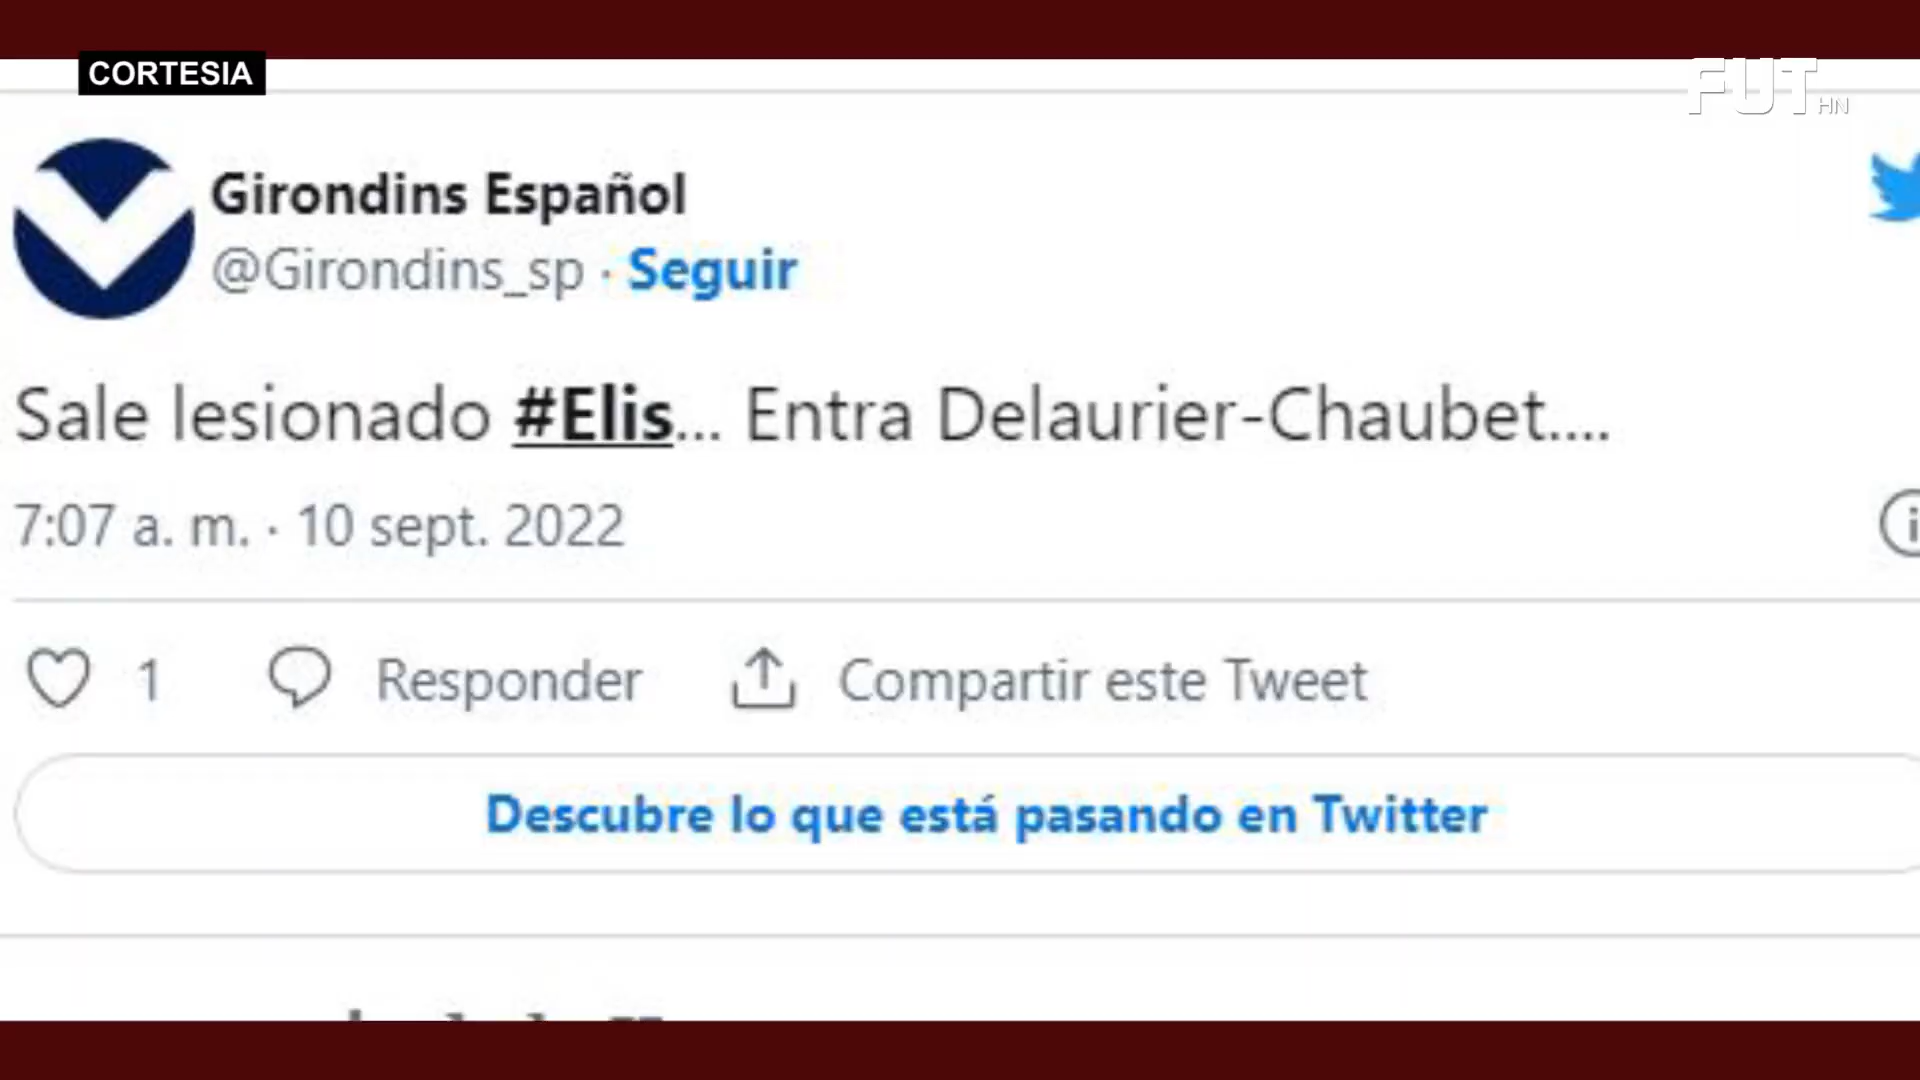 CORTESIA
FUT HN
Girondins Español
@Girondins_sp · Seguir
Sale lesionado #Elis... Entra Delaurier-Chaubet....
7:07 a. m. · 10 sept. 2022
1 Responder Compartir este Tweet
Descubre lo que está pasando en Twitter